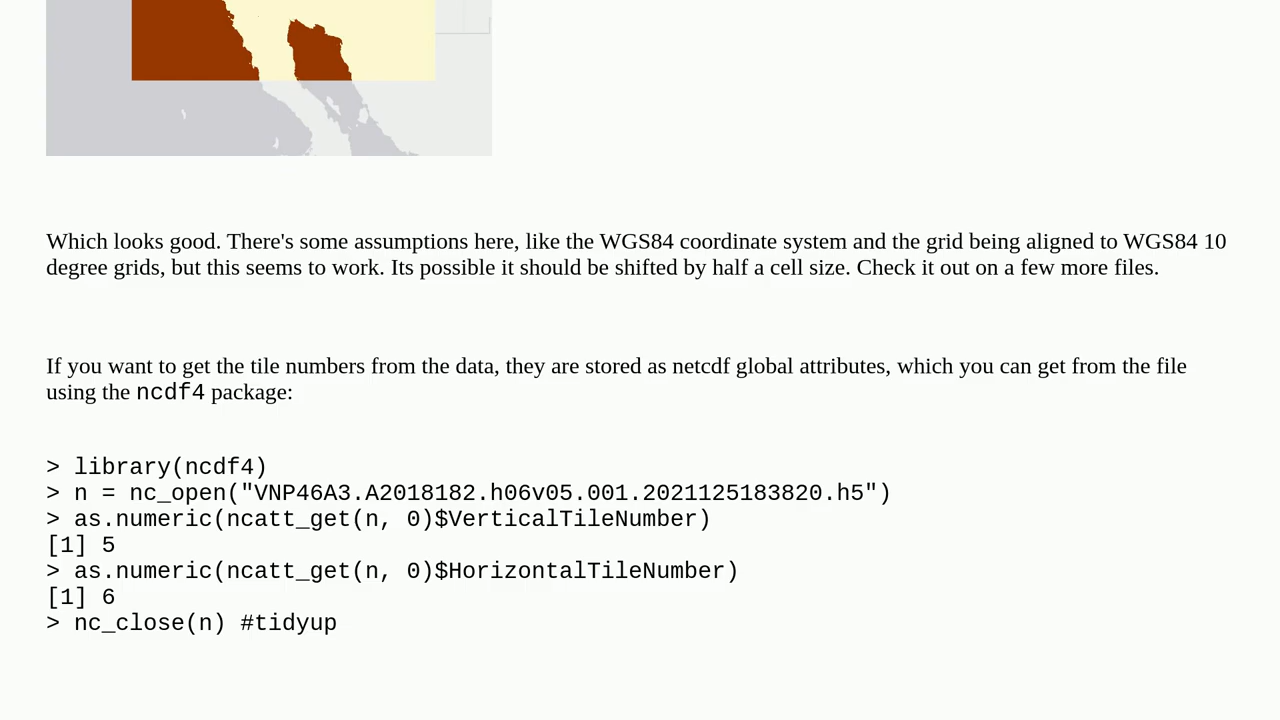 Which looks good. There's some assumptions here, like the WGS84 coordinate system and the grid being aligned to WGS84 10
degree grids, but this seems to work. Its possible it should be shifted by half a cell size. Check it out on a few more files.
If you want to get the tile numbers from the data, they are stored as netcdf global attributes, which you can get from the file
using the ncdf4 package:
> library(ncdf4)
> n = nc_open("VNP46A3.A2018182.h06v05.001.2021125183820.h5")
> as.numeric(ncatt_get(n, 0)$VerticalTileNumber)
[1] 5
> as.numeric(ncatt_get(n, 0)$HorizontalTileNumber)
[1] 6
> nc_close(n) #tidyup